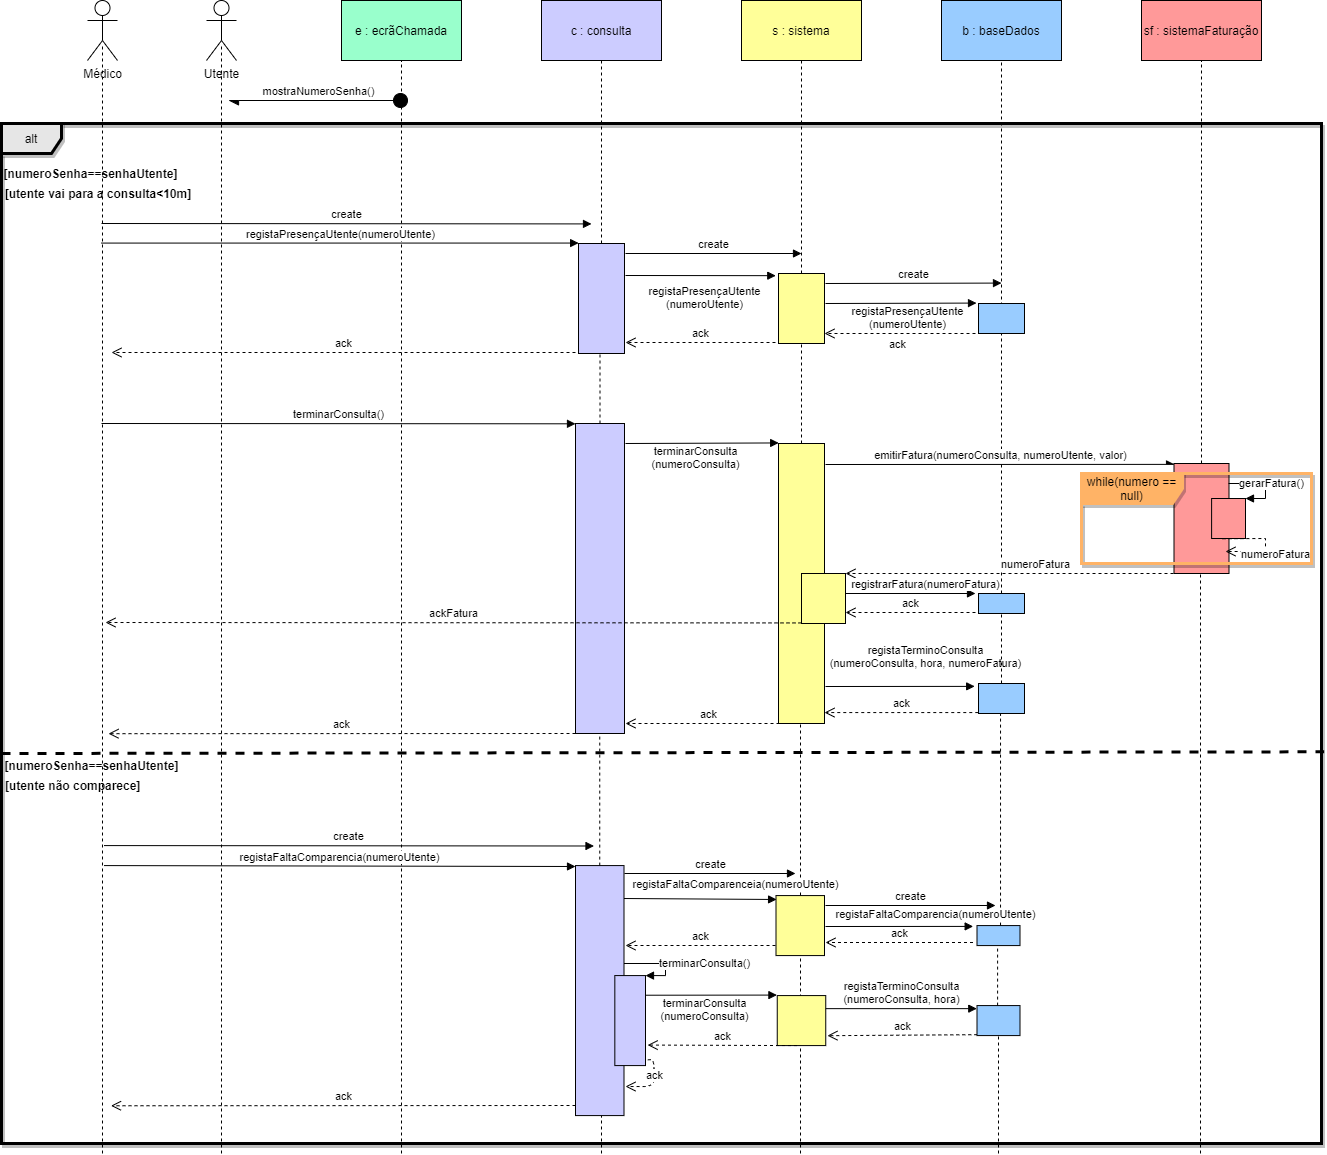 e : ecrãChamada
c : consulta
s : sistema
b : baseDados
sf : sistemaFaturação
Médico
Utente
mostraNumeroSenha()
alt
[numeroSenha==senhaUtente]
[utente vai para a consulta<10m]
create
registaPresençaUtente(numeroUtente)
create
create
registaPresençaUtente
(numeroUtente)
registaPresençaUtente
(numeroUtente)
ack
ack
ack
terminarConsulta()
terminarConsulta
(numeroConsulta)
emitirFatura(numeroConsulta, numeroUtente, valor)
while(numero ==
null)
gerarFatura()
numeroFatura
numeroFatura
registrarFatura(numeroFatura)
ack
ackFatura
registaTerminoConsulta
(numeroConsulta, hora, numeroFatura)
ack
ack
ack
[numeroSenha==senhaUtente]
[utente não comparece]
create
registaFaltaComparencia(numeroUtente)
create
registaFaltaComparenceia(numeroUtente)
create
registaFaltaComparencia(numeroUtente)
ack
ack
terminarConsulta()
terminarConsulta
(numeroConsulta)
registaTerminoConsulta
(numeroConsulta, hora)
ack
ack
ack
ack